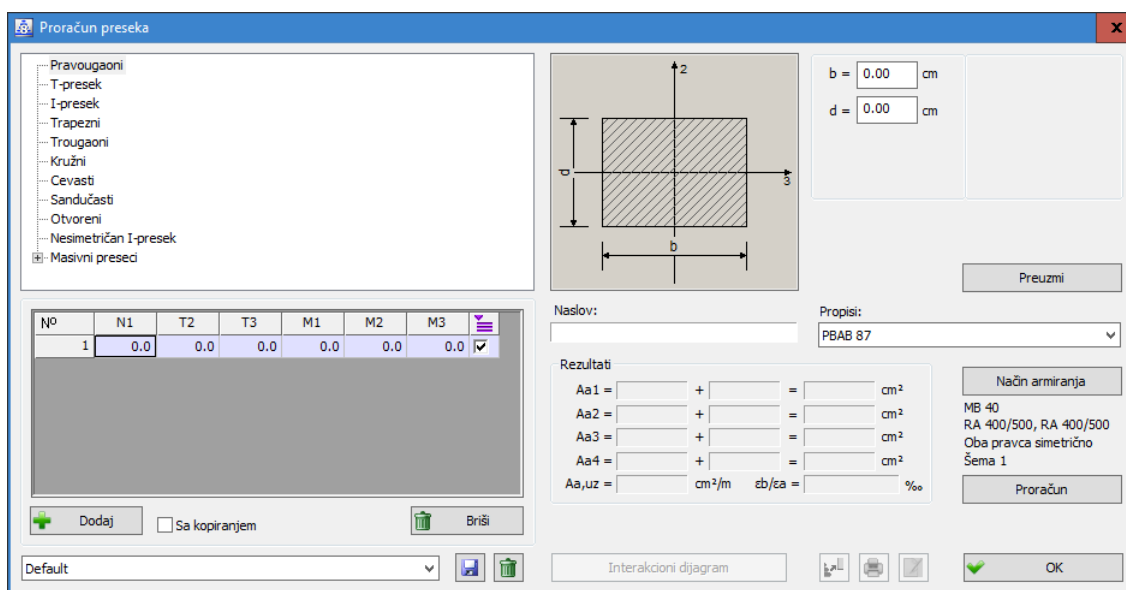 Proračun preseka
Pravougaoni
T-presek
I-presek
Trapezni
Trougaoni
Kružni
Cevasti
Sandučasti
Otvoreni
Nesimetričan I-presek
Masivni preseci
2
3
d
b
b = 0.00 cm
d = 0.00 cm
Preuzmi
Nº N1 T2 T3 M1 M2 M3
1 0.0 0.0 0.0 0.0 0.0 0.0
Dodaj
Sa kopiranjem
Briši
Default
Naslov:
Propisi:
PBAB 87
Rezultati
Aa1 = + = cm²
Aa2 = + = cm²
Aa3 = + = cm²
Aa4 = + = cm²
Aa,uz = cm²/m εb/εa = ‰
Način armiranja
MB 40
RA 400/500, RA 400/500
Oba pravca simetrično
Šema 1
Proračun
Interakcioni dijagram
OK